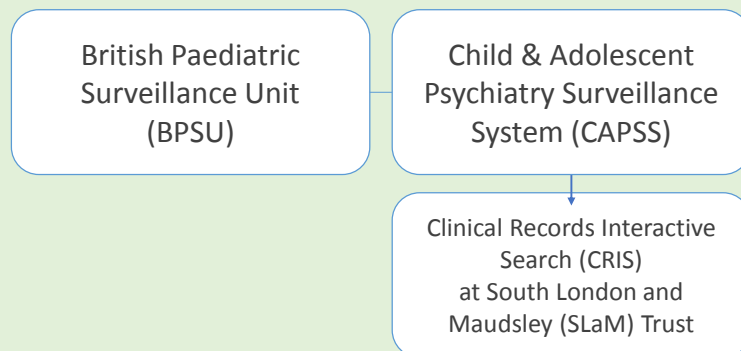 British Paediatric
Surveillance Unit
(BPSU)
Child & Adolescent
Psychiatry Surveillance
System (CAPSS)
Clinical Records Interactive
Search (CRIS)
at South London and
Maudsley (SLaM) Trust